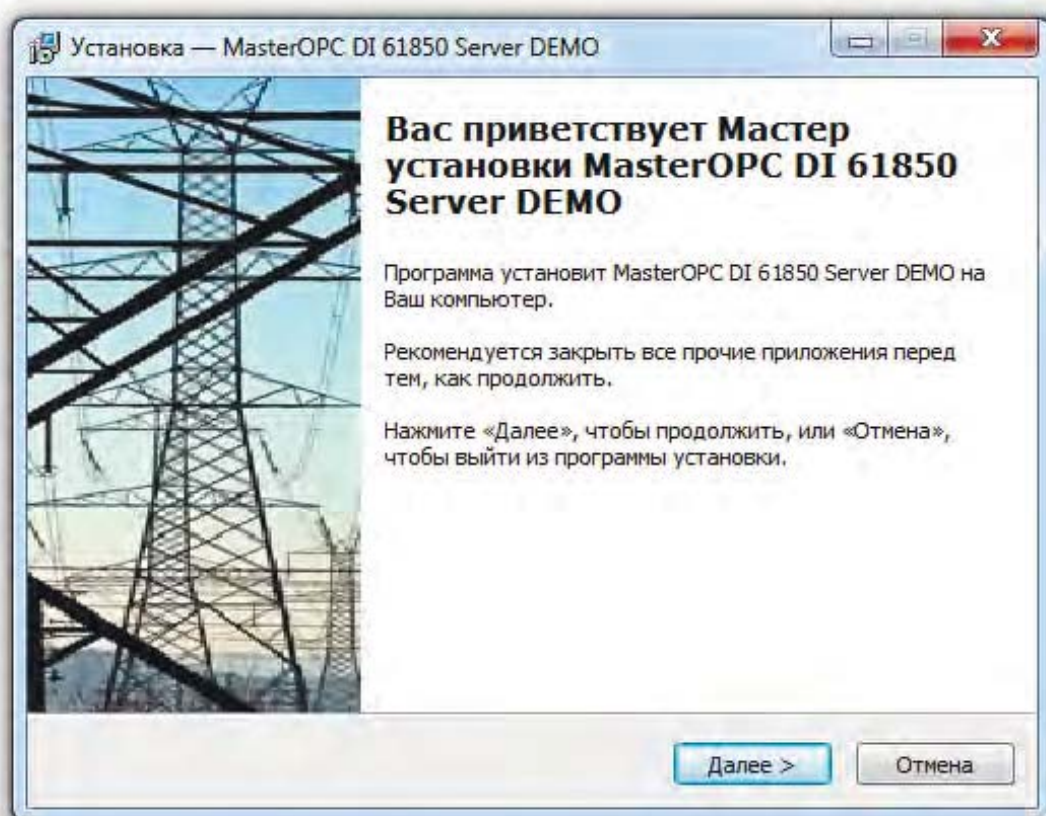 Установка — MasterOPC DI 61850 Server DEMO
Вас приветствует Мастер
установки MasterOPC DI 61850
Server DEMO
Программа установит MasterOPC DI 61850 Server DEMO на
Ваш компьютер.
Рекомендуется закрыть все прочие приложения перед
тем, как продолжить.
Нажмите «Далее», чтобы продолжить, или «Отмена»,
чтобы выйти из программы установки.
Далее >
Отмена